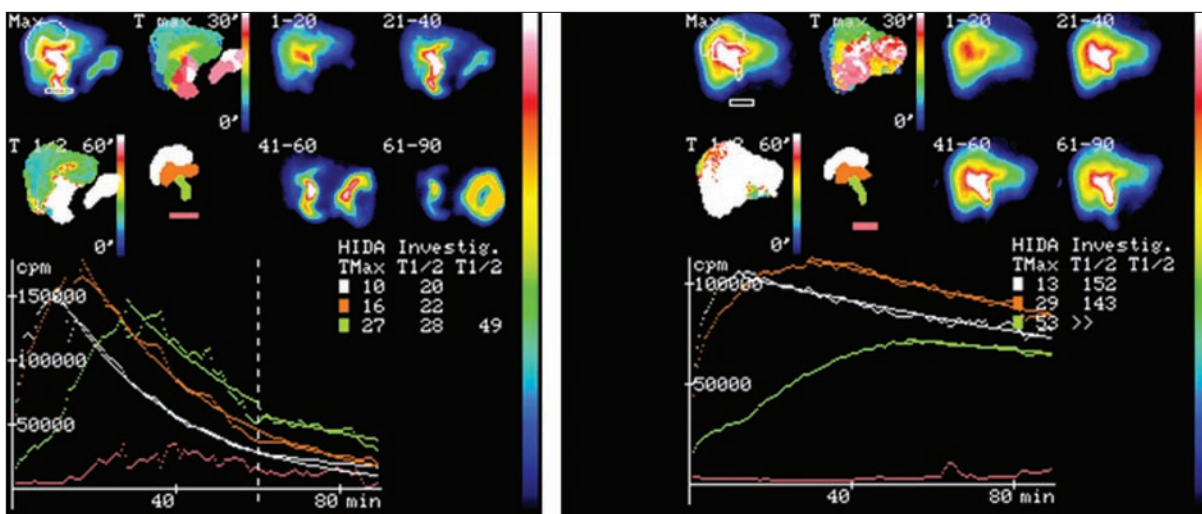 Max T max 30' 1-20 21-40
0'
T 1-2 60' 41-60 61-90
0'
HIDA Investig.
TMax T1/2 T1/2
10 20
16 22
27 28 49
cpm
150000
100000
50000
40 80 min
Max T max 30' 1-20 21-40
0'
T 1-2 60' 41-60 61-90
0'
HIDA Investig.
TMax T1/2 T1/2
13 152
29 143
53 >>
cpm
100000
50000
40 80 min